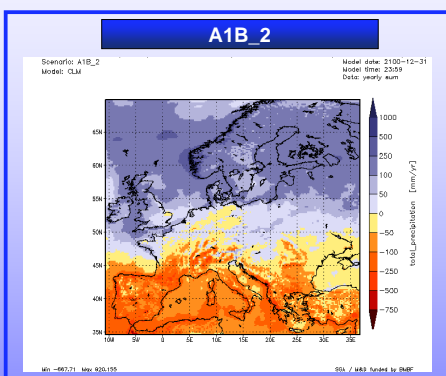 A1B_2
Scenario: A1B_2
Model: CLM
Model date: 2100-12-31
Model time: 23:59
Data: yearly sum
65N
60N
55N
50N
45N
40N
35N
10W 5W 0 5E 10E 15E 20E 25E 30E 35E
1000
500
250
100
50
0
-50
-100
-250
-500
-750
total_precipitation [mm/yr]
Min -667.71 Max 820.155
SGA / M&D funded by BMBF